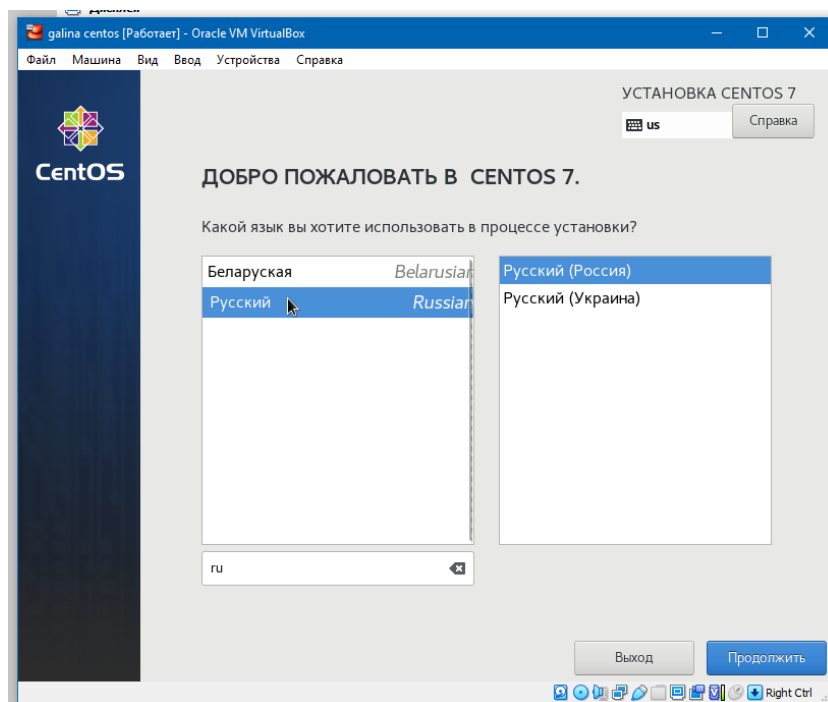 galina centos [Работает] - Oracle VM VirtualBox
Файл Машина Вид Ввод Устройства Справка
УСТАНОВКА CENTOS 7
us Справка
CentOS
ДОБРО ПОЖАЛОВАТЬ В CENTOS 7.
Какой язык вы хотите использовать в процессе установки?
Беларуская Belarusian Русский (Россия)
Русский Russian Русский (Украина)
ru
Выход Продолжить
Right Ctrl